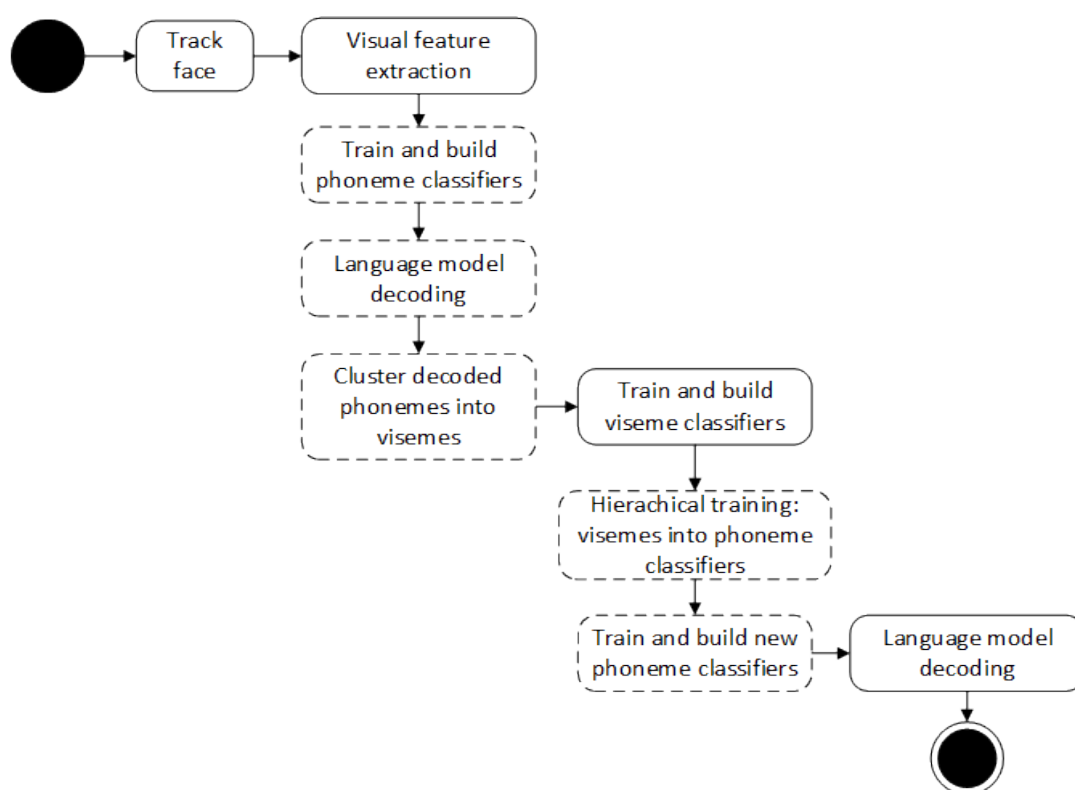 Track
face
Visual feature
extraction
Train and build
phoneme classifiers
Language model
decoding
Cluster decoded
phonemes into
visemes
Train and build
viseme classifiers
Hierachical training:
visemes into phoneme
classifiers
Train and build new
phoneme classifiers
Language model
decoding